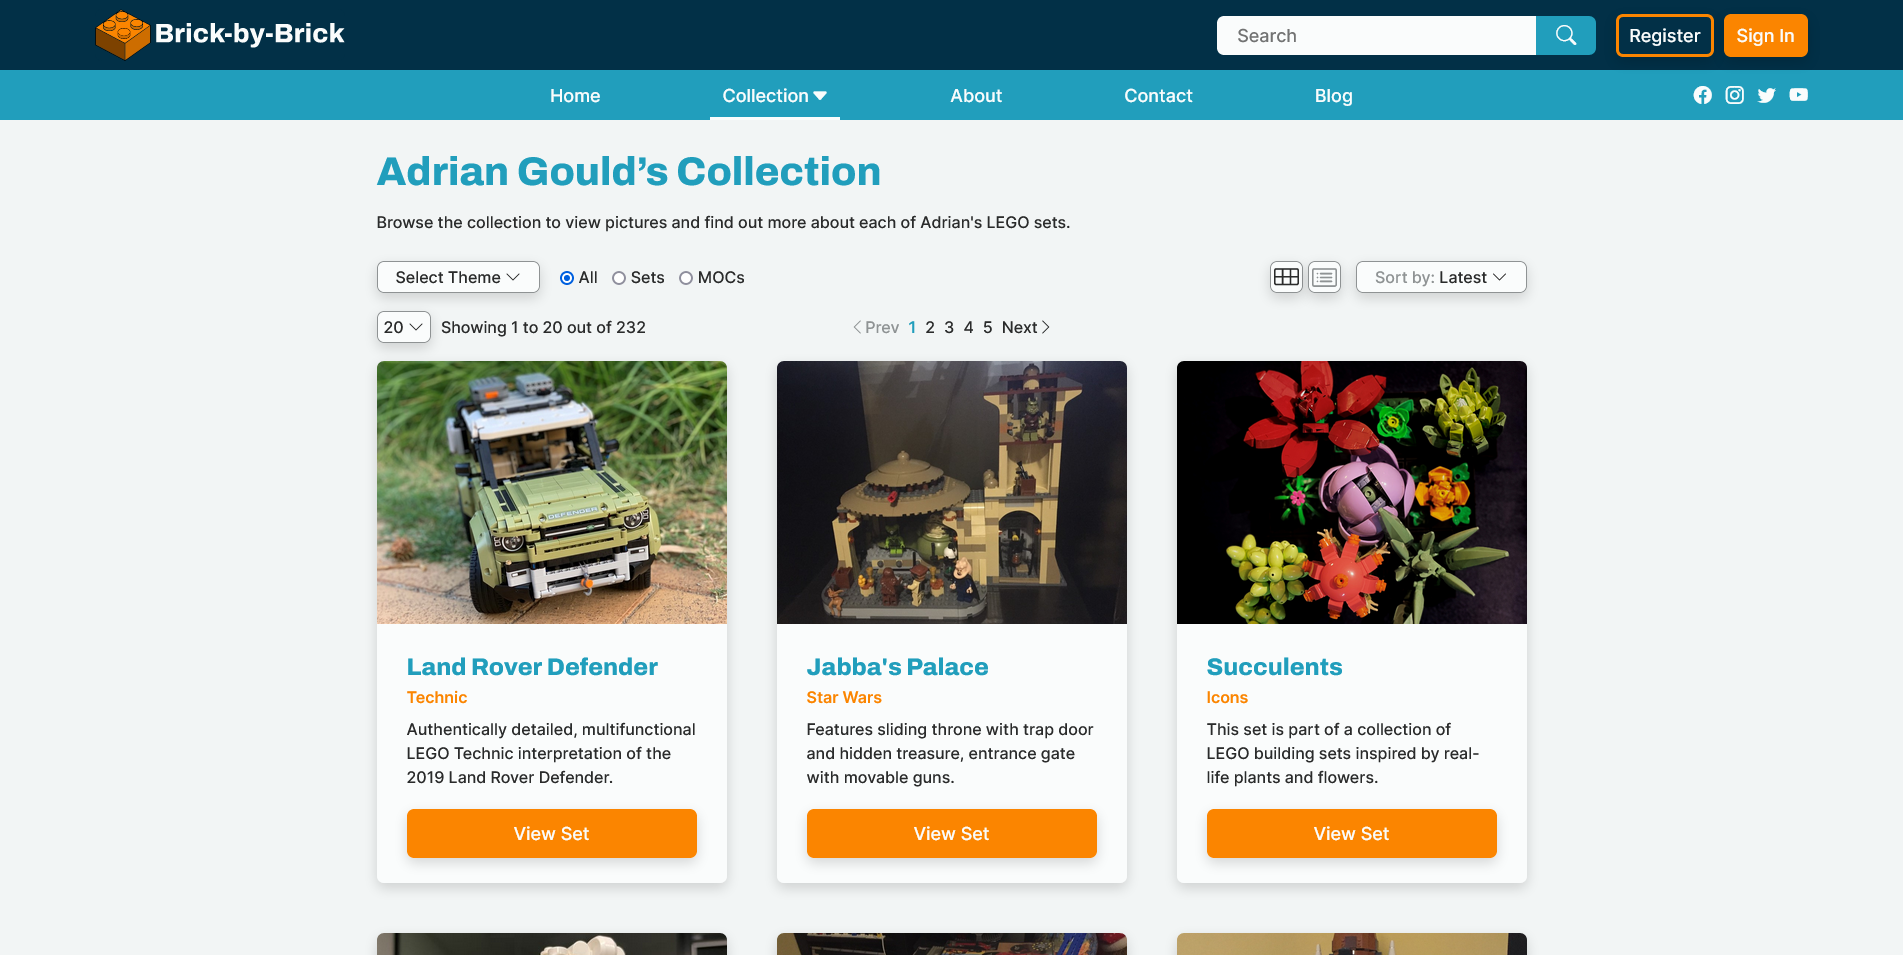 Brick-by-Brick
Search
Register
Sign In
Home
Collection
About
Contact
Blog
Adrian Gould’s Collection
Browse the collection to view pictures and find out more about each of Adrian's LEGO sets.
Select Theme
All
Sets
MOCs
Sort by: Latest
20
Showing 1 to 20 out of 232
Prev 1 2 3 4 5 Next
DEFENDER
Land Rover Defender
Technic
Authentically detailed, multifunctional
LEGO Technic interpretation of the
2019 Land Rover Defender.
View Set
Jabba's Palace
Star Wars
Features sliding throne with trap door
and hidden treasure, entrance gate
with movable guns.
View Set
Succulents
Icons
This set is part of a collection of
LEGO building sets inspired by real-
life plants and flowers.
View Set